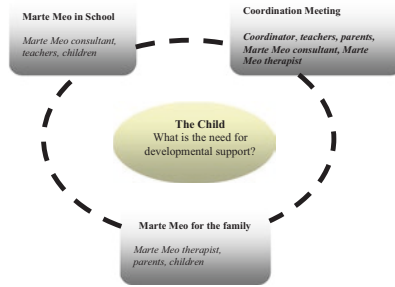 Marte Meo in School
Marte Meo consultant,
teachers, children
Coordination Meeting
Coordinator, teachers, parents,
Marte Meo consultant, Marte
Meo therapist
The Child
What is the need for
developmental support?
Marte Meo for the family
Marte Meo therapist,
parents, children